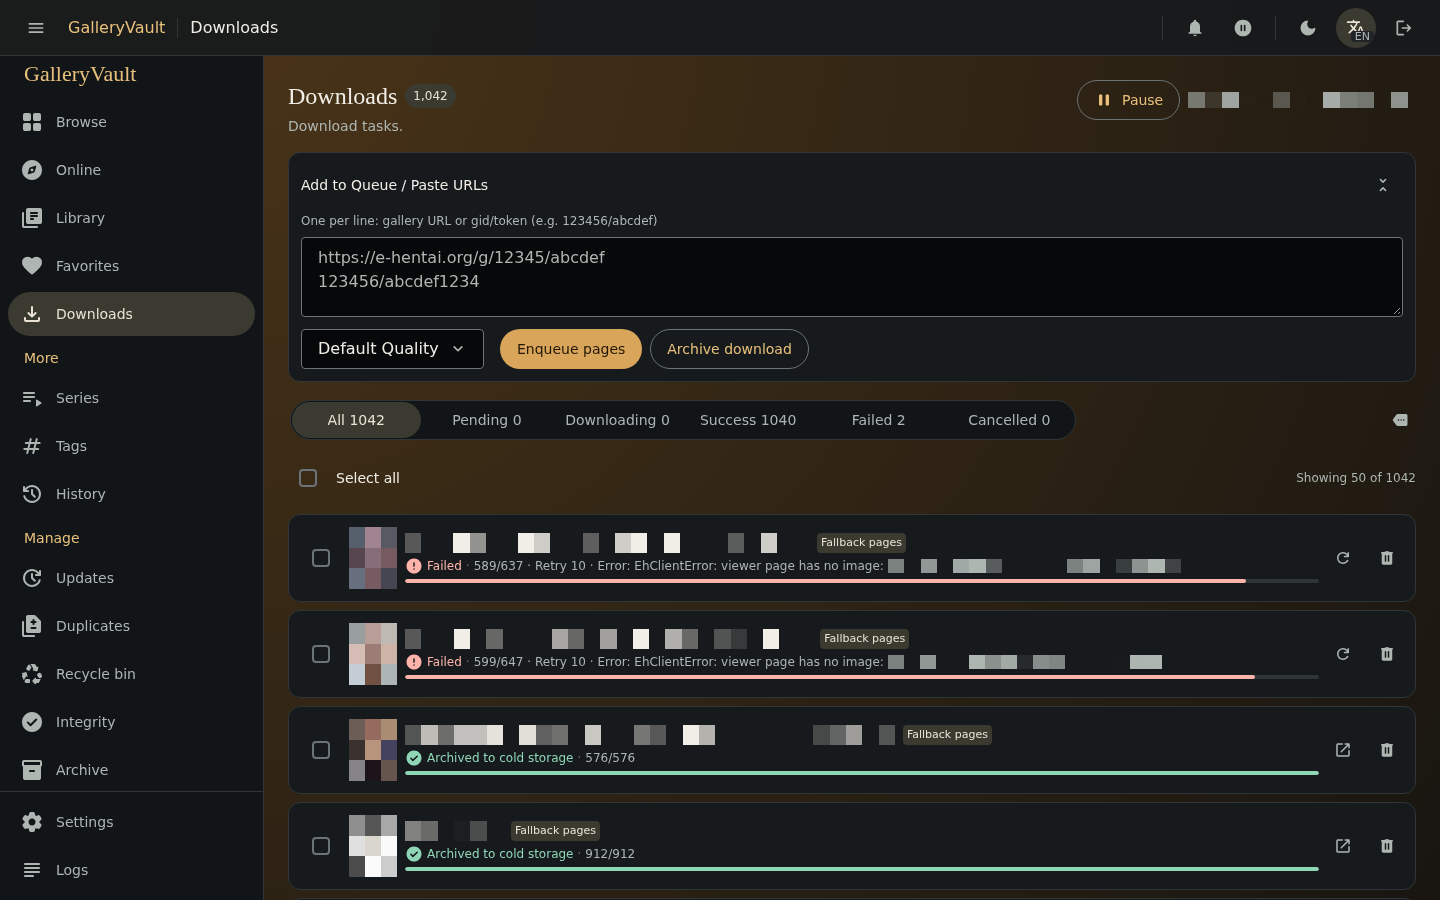 GalleryVault
Downloads
EN
GalleryVault
Browse
Online
Library
Favorites
Downloads
More
Series
Tags
History
Manage
Updates
Duplicates
Recycle bin
Integrity
Archive
Settings
Logs
Downloads 1,042
Download tasks.
Pause
Add to Queue / Paste URLs
One per line: gallery URL or gid/token (e.g. 123456/abcdef)
https://e-hentai.org/g/12345/abcdef
123456/abcdef1234
Default Quality
Enqueue pages
Archive download
All 1042
Pending 0
Downloading 0
Success 1040
Failed 2
Cancelled 0
Select all
Showing 50 of 1042
Fallback pages
Failed · 589/637 · Retry 10 · Error: EhClientError: viewer page has no image:
Fallback pages
Failed · 599/647 · Retry 10 · Error: EhClientError: viewer page has no image:
Fallback pages
Archived to cold storage · 576/576
Fallback pages
Archived to cold storage · 912/912